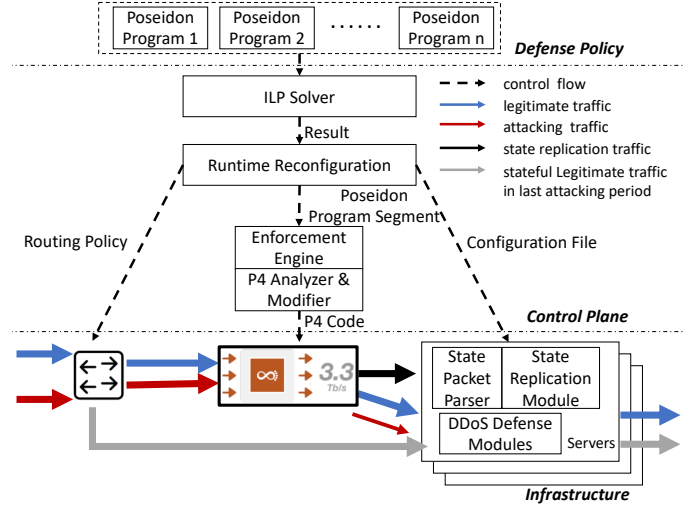 Poseidon
Program 1
Poseidon
Program 2
......
Poseidon
Program n
Defense Policy
ILP Solver
Result
Runtime Reconfiguration
control flow
legitimate traffic
attacking traffic
state replication traffic
stateful Legitimate traffic
in last attacking period
Poseidon
Program Segment
Routing Policy
Enforcement
Engine
P4 Analyzer &
Modifier
Configuration File
P4 Code
Control Plane
3.3
Tb/s
State
Packet
Parser
State
Replication
Module
DDoS Defense
Modules
Servers
Infrastructure